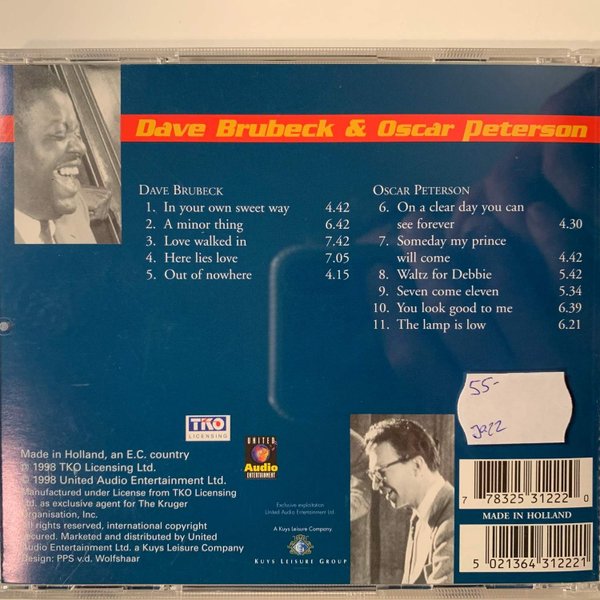 Dave Brubeck & Oscar Peterson
DAVE BRUBECK
1. In your own sweet way 4.42
2. A minor thing 6.42
3. Love walked in 7.42
4. Here lies love 7.05
5. Out of nowhere 4.15
OSCAR PETERSON
6. On a clear day you can
see forever 4.30
7. Someday my prince
will come 4.42
8. Waltz for Debbie 5.42
9. Seven come eleven 5.34
10. You look good to me 6.39
11. The lamp is low 6.21
55-
Jazz
TKO
LICENSING
UNITED
Audio
ENTERTAINMENT
Made in Holland, an E.C. country
℗ 1998 TKO Licensing Ltd.
© 1998 United Audio Entertainment Ltd.
Manufactured under License from TKO Licensing
Ltd. as exclusive agent for The Kruger
Organisation, Inc.
All rights reserved, international copyright
secured. Marketed and distributed by United
Audio Entertainment Ltd. a Kuys Leisure Company
Design: PPS v.d. Wolfshaar
Exclusive exploitation
United Audio Entertainment Ltd
A Kuys Leisure Company
KUYS LEISURE GROUP
7 78325 31222 0
MADE IN HOLLAND
5 021364 312221